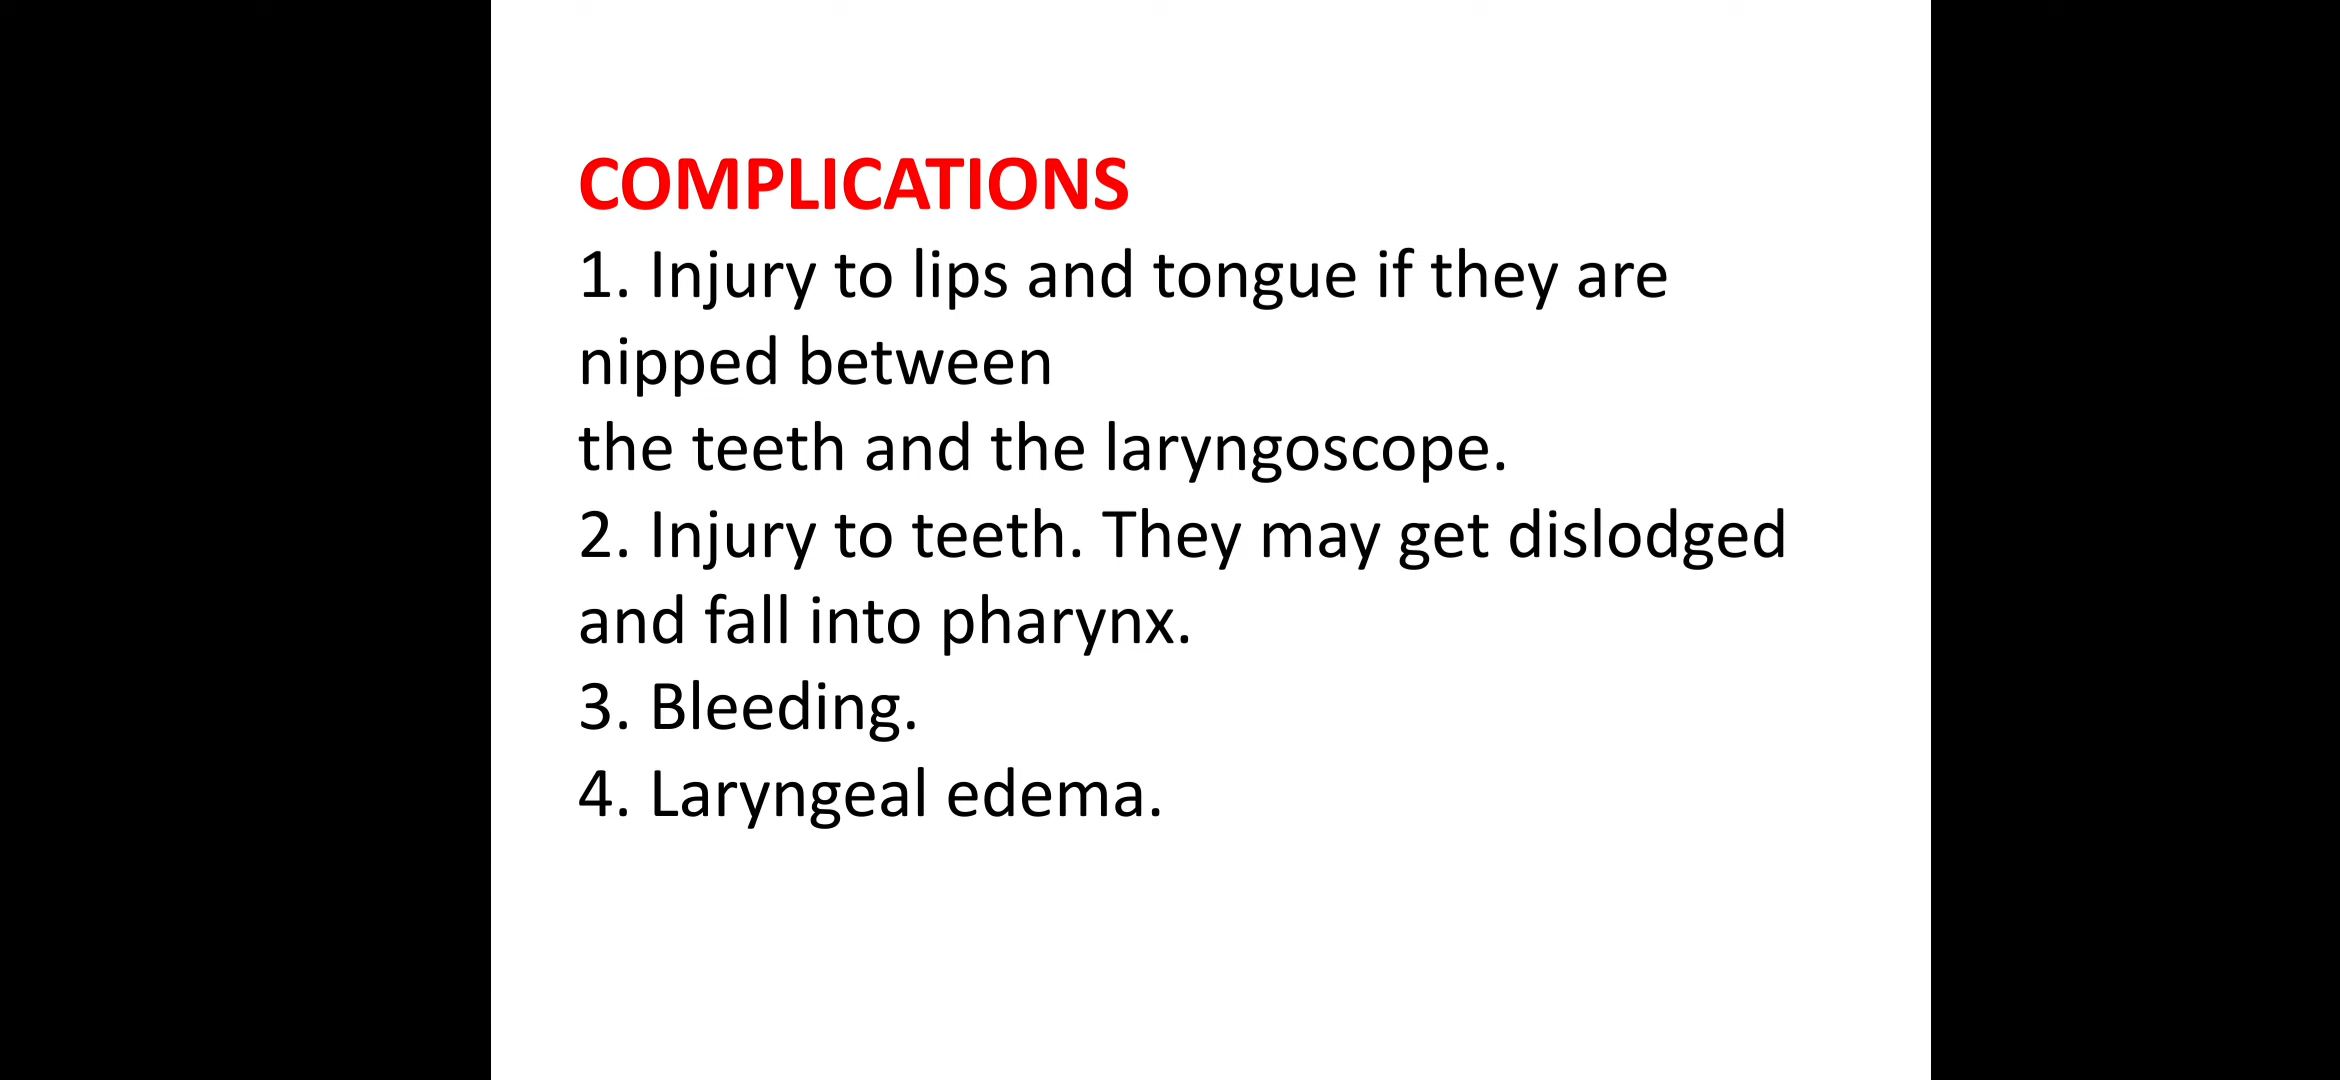 COMPLICATIONS
1. Injury to lips and tongue if they are
nipped between
the teeth and the laryngoscope.
2. Injury to teeth. They may get dislodged
and fall into pharynx.
3. Bleeding.
4. Laryngeal edema.